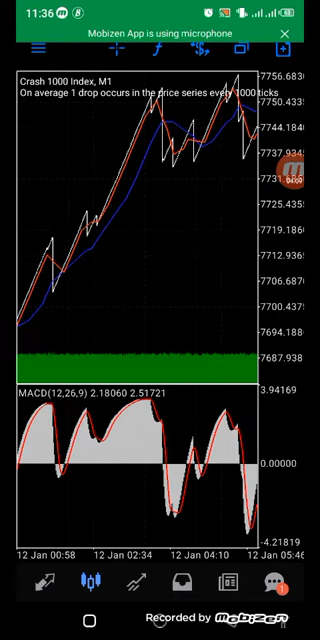 11:36
Mobizen App is using microphone
Crash 1000 Index, M1
On average 1 drop occurs in the price series every 1000 ticks
7756.683
7750.433
7744.184
7737.934
7731.
7725.435
7719.186
7712.936
7706.687
7700.437
7694.188
7687.938
MACD(12,26,9) 2.18060 2.51721
3.94169
0.00000
-4.21819
12 Jan 00:58
12 Jan 02:34
12 Jan 04:10
12 Jan 05:46
1
Recorded by mobizen